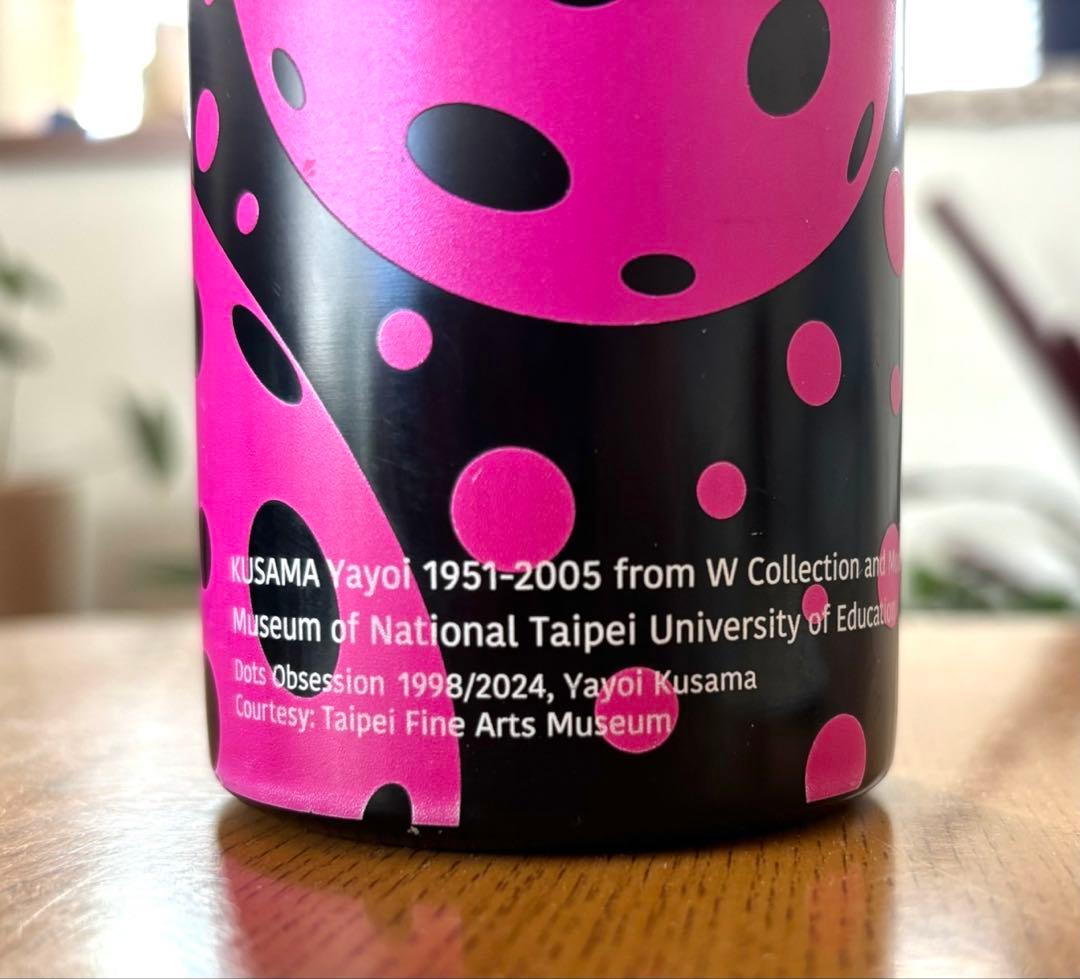 KUSAMA Yayoi 1951-2005 from W Collection and
Museum of National Taipei University of Education
Dots Obsession 1998/2024, Yayoi Kusama
Courtesy: Taipei Fine Arts Museum